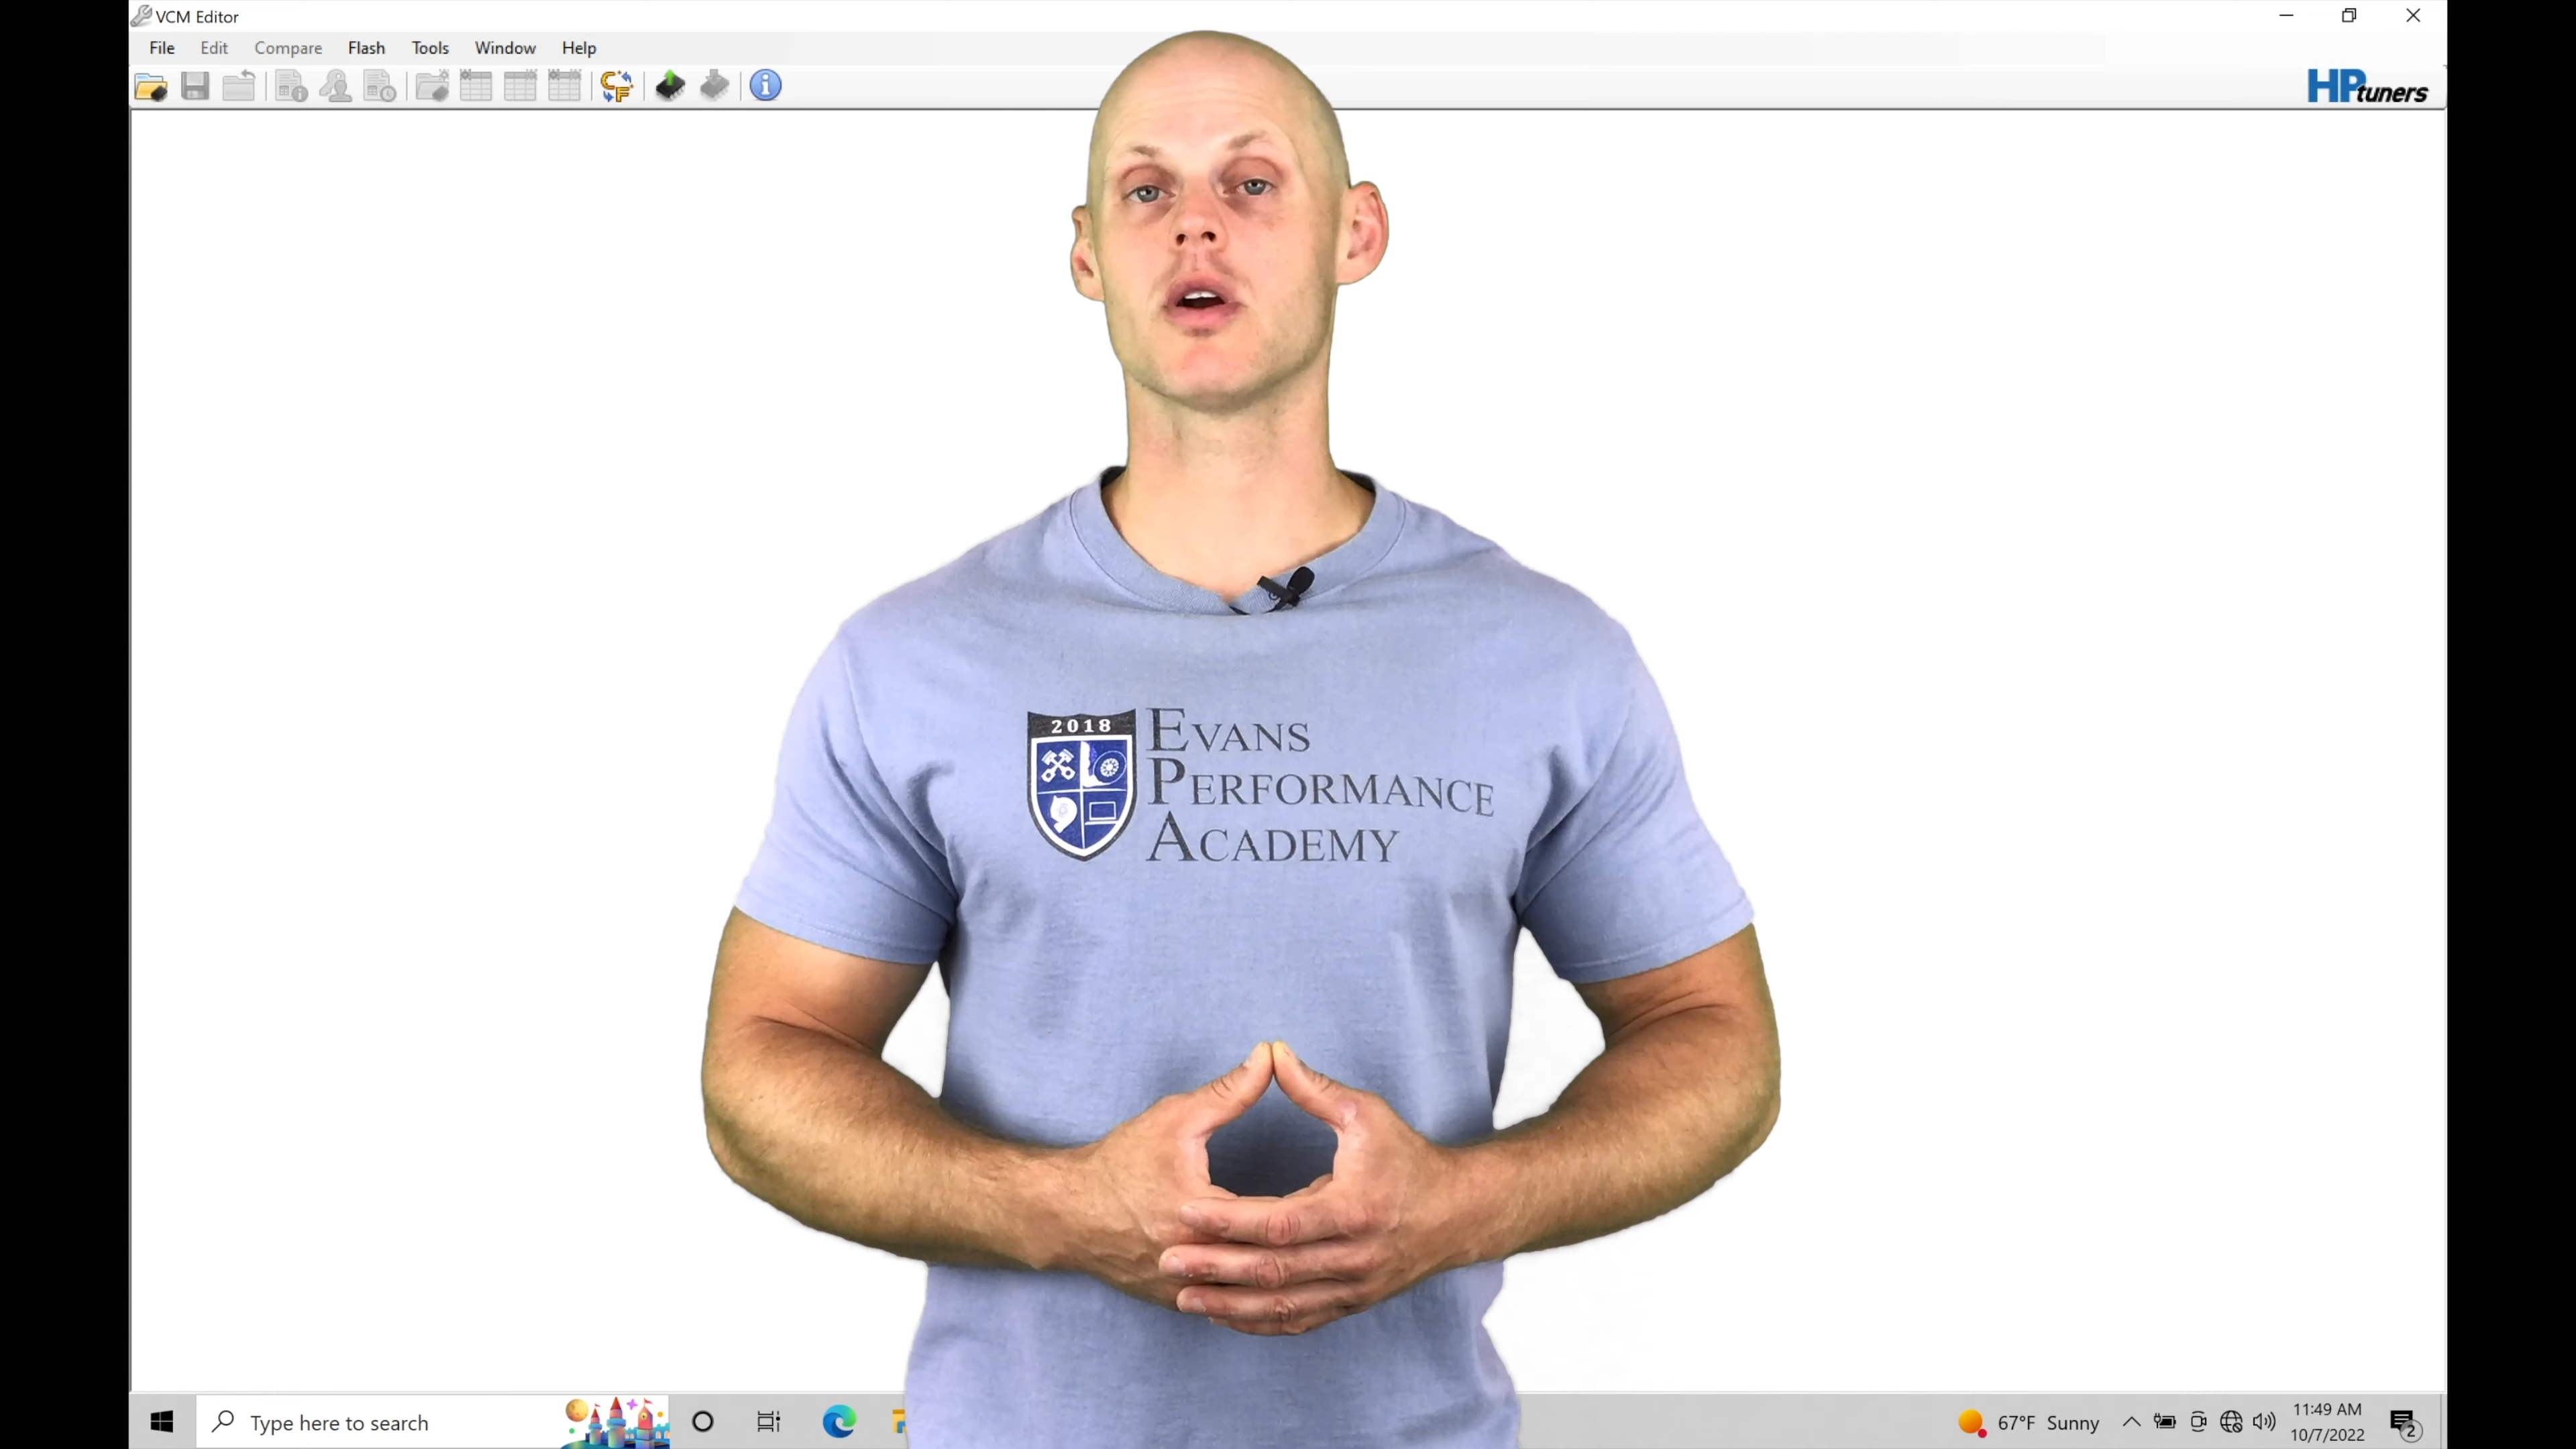 VCM Editor
File Edit Compare Flash Tools Window Help
HPtuners
2018
EVANS
PERFORMANCE
ACADEMY
Type here to search
67°F Sunny
11:49 AM
10/7/2022
2